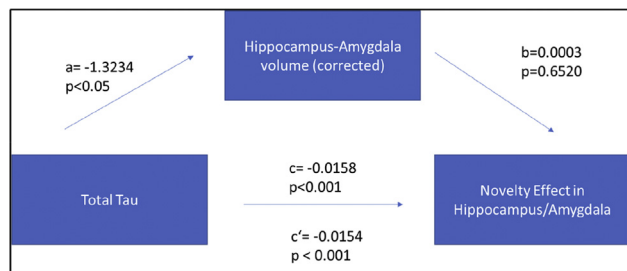 Hippocampus-Amygdala
volume (corrected)
a= -1.3234
p<0.05
b=0.0003
p=0.6520
Total Tau
c= -0.0158
p<0.001
c'= -0.0154
p < 0.001
Novelty Effect in
Hippocampus/Amygdala